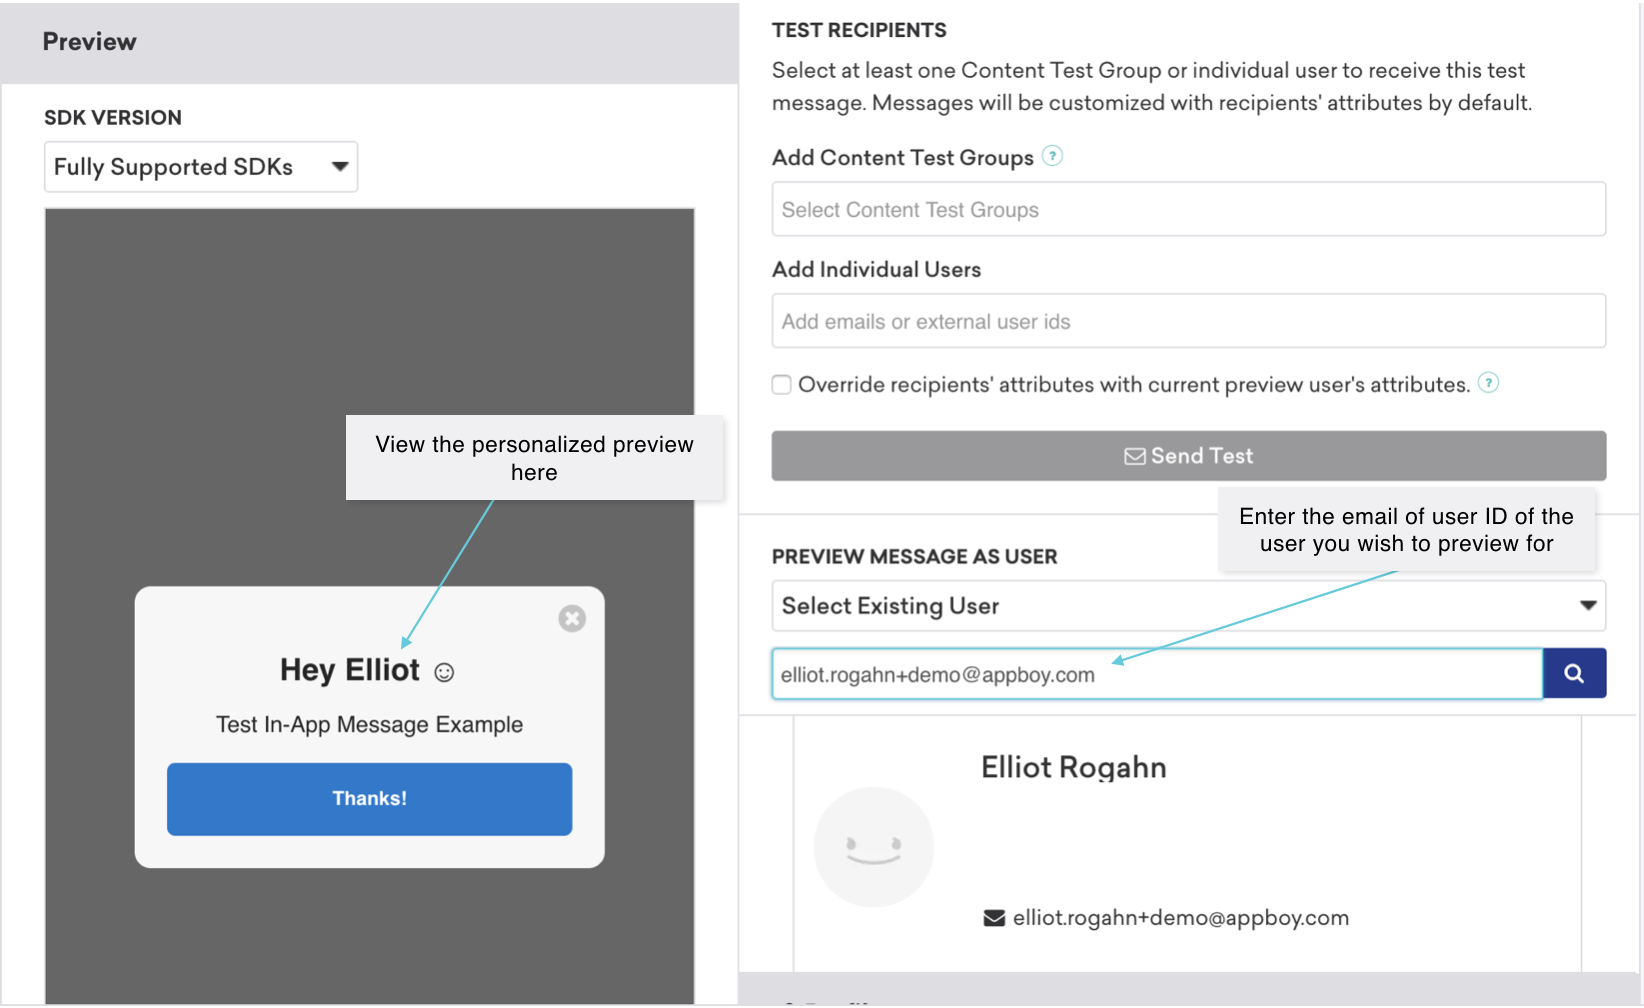 Preview
SDK VERSION
Fully Supported SDKs
View the personalized preview
here
Hey Elliot ☺
Test In-App Message Example
Thanks!
TEST RECIPIENTS
Select at least one Content Test Group or individual user to receive this test
message. Messages will be customized with recipients' attributes by default.
Add Content Test Groups ?
Select Content Test Groups
Add Individual Users
Add emails or external user ids
Override recipients' attributes with current preview user's attributes. ?
Send Test
Enter the email of user ID of the
user you wish to preview for
PREVIEW MESSAGE AS USER
Select Existing User
elliot.rogahn+demo@appboy.com
Elliot Rogahn
elliot.rogahn+demo@appboy.com